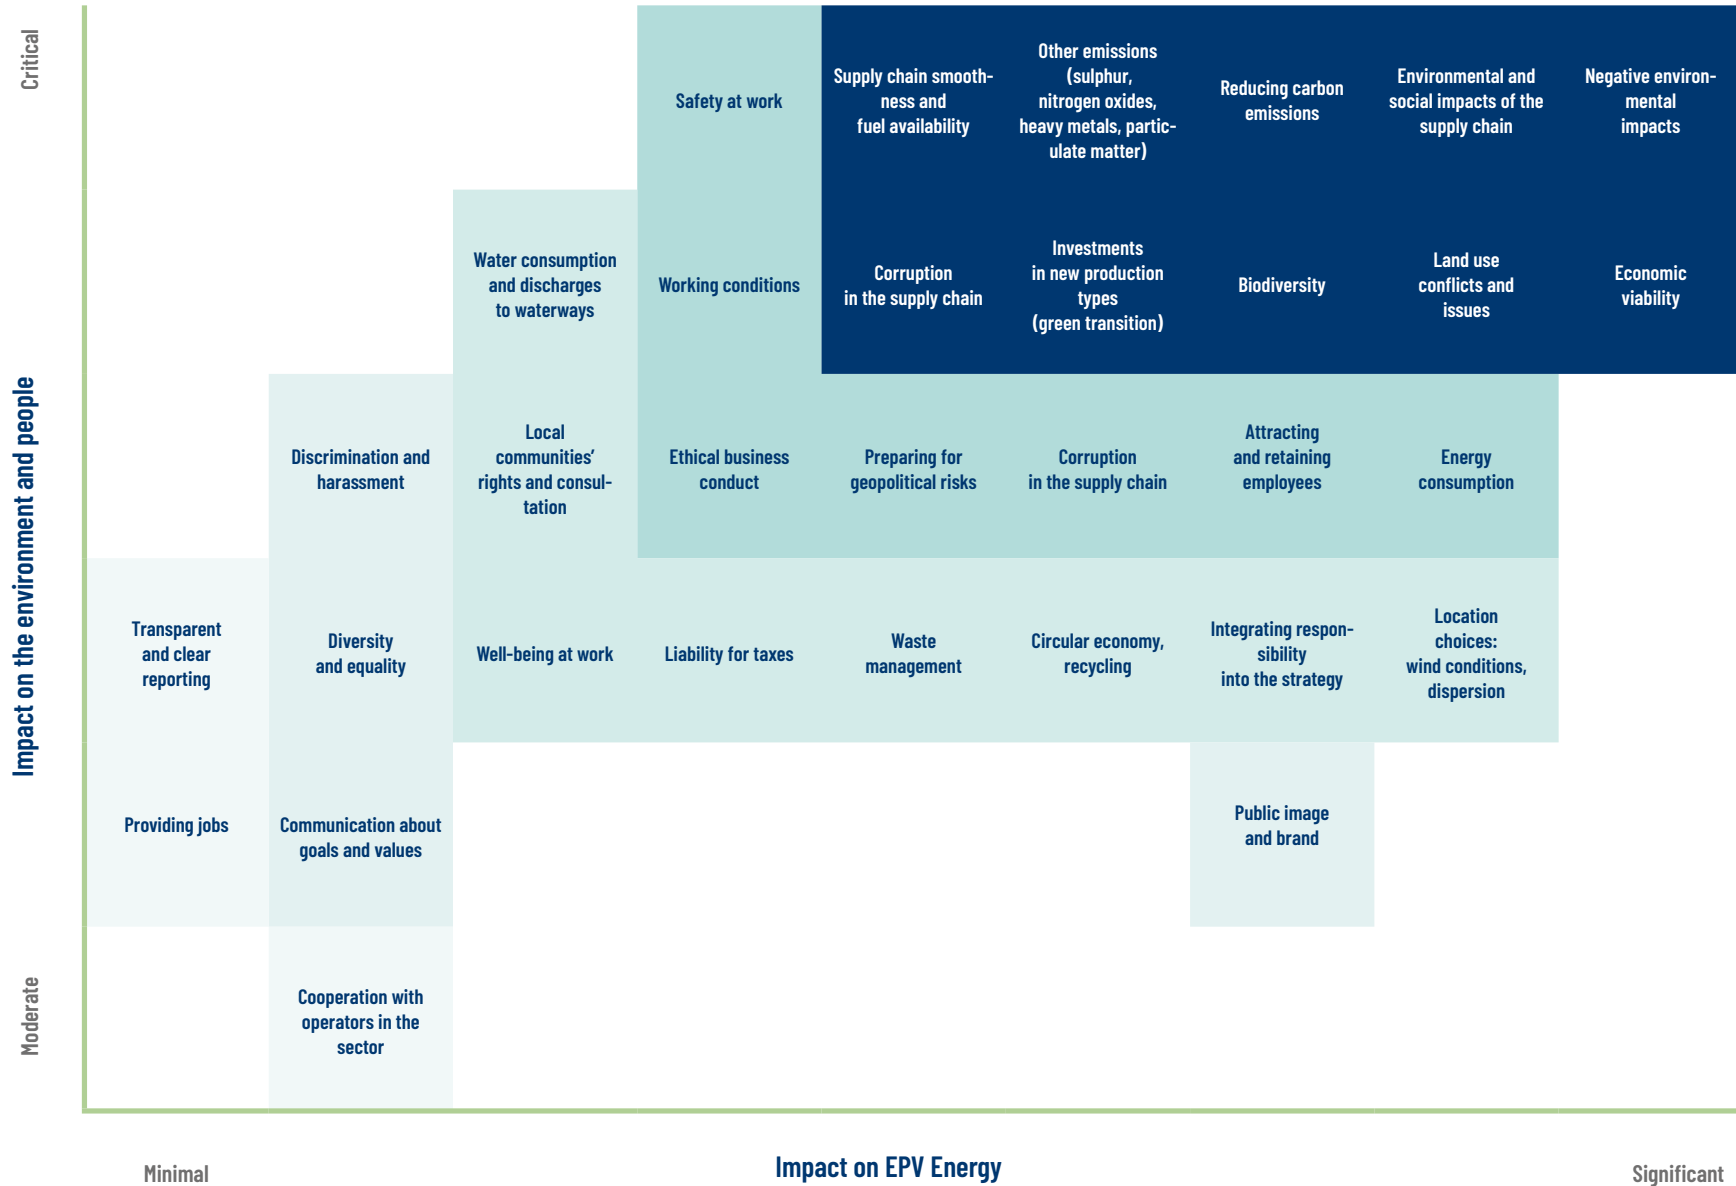 Critical
Safety at work
Supply chain smooth-
ness and
fuel availability
Other emissions
(sulphur,
nitrogen oxides,
heavy metals, partic-
ulate matter)
Reducing carbon
emissions
Environmental and
social impacts of the
supply chain
Negative environ-
mental
impacts
Water consumption
and discharges
to waterways
Working conditions
Corruption
in the supply chain
Investments
in new production
types
(green transition)
Biodiversity
Land use
conflicts and
issues
Economic
viability
Impact on the environment and people
Discrimination and
harassment
Local
communities’
rights and consul-
tation
Ethical business
conduct
Preparing for
geopolitical risks
Corruption
in the supply chain
Attracting
and retaining
employees
Energy
consumption
Transparent
and clear
reporting
Diversity
and equality
Well-being at work
Liability for taxes
Waste
management
Circular economy,
recycling
Integrating respon-
sibility
into the strategy
Location
choices:
wind conditions,
dispersion
Providing jobs
Communication about
goals and values
Public image
and brand
Moderate
Cooperation with
operators in the
sector
Minimal
Impact on EPV Energy
Significant